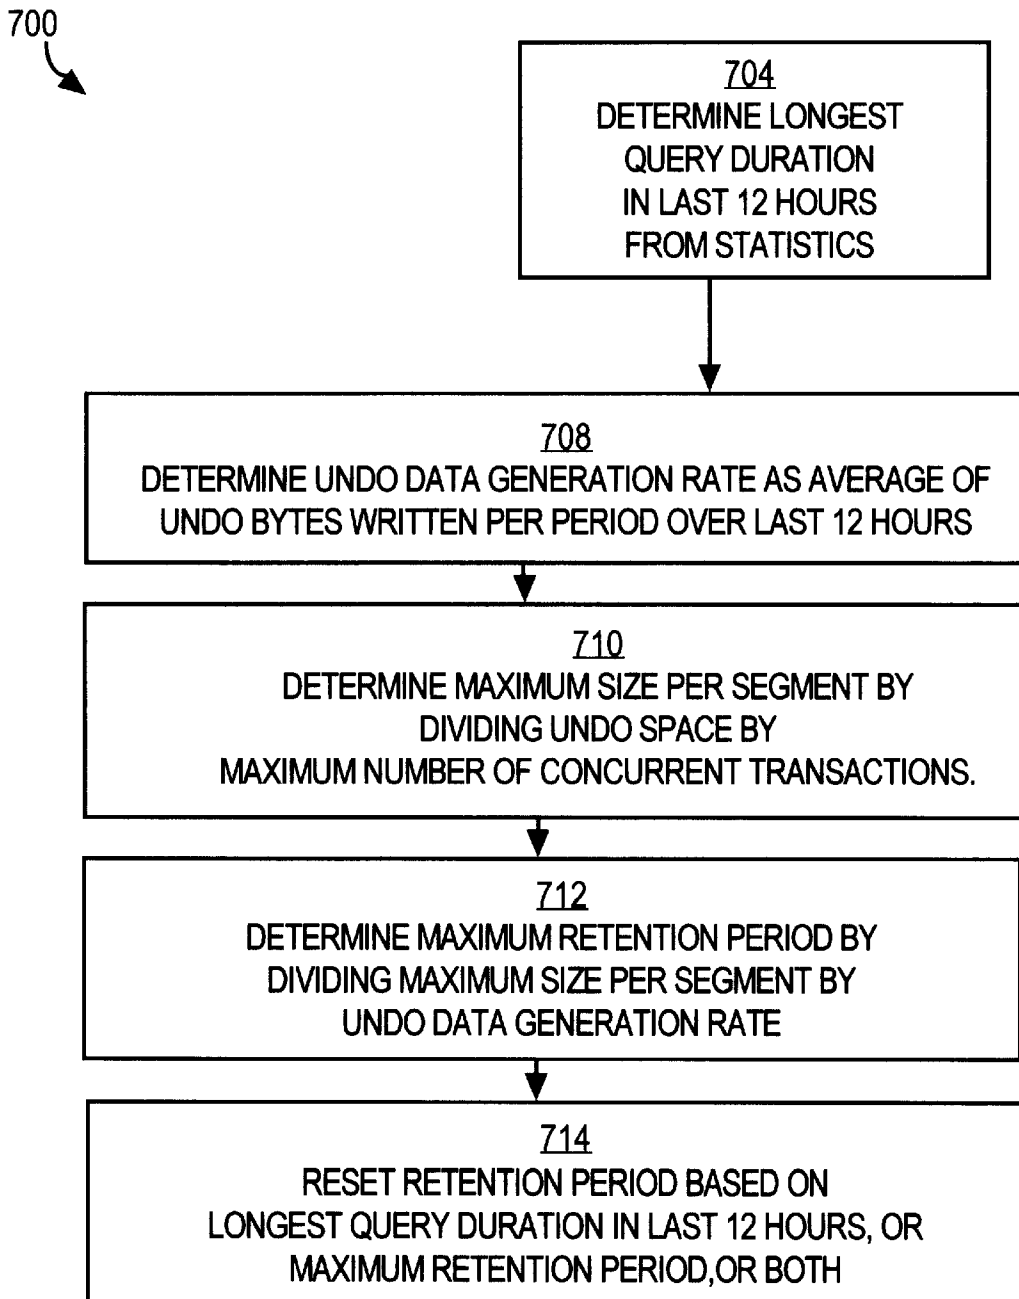 700
704
DETERMINE LONGEST
QUERY DURATION
IN LAST 12 HOURS
FROM STATISTICS
708
DETERMINE UNDO DATA GENERATION RATE AS AVERAGE OF
UNDO BYTES WRITTEN PER PERIOD OVER LAST 12 HOURS
710
DETERMINE MAXIMUM SIZE PER SEGMENT BY
DIVIDING UNDO SPACE BY
MAXIMUM NUMBER OF CONCURRENT TRANSACTIONS.
712
DETERMINE MAXIMUM RETENTION PERIOD BY
DIVIDING MAXIMUM SIZE PER SEGMENT BY
UNDO DATA GENERATION RATE
714
RESET RETENTION PERIOD BASED ON
LONGEST QUERY DURATION IN LAST 12 HOURS, OR
MAXIMUM RETENTION PERIOD,OR BOTH